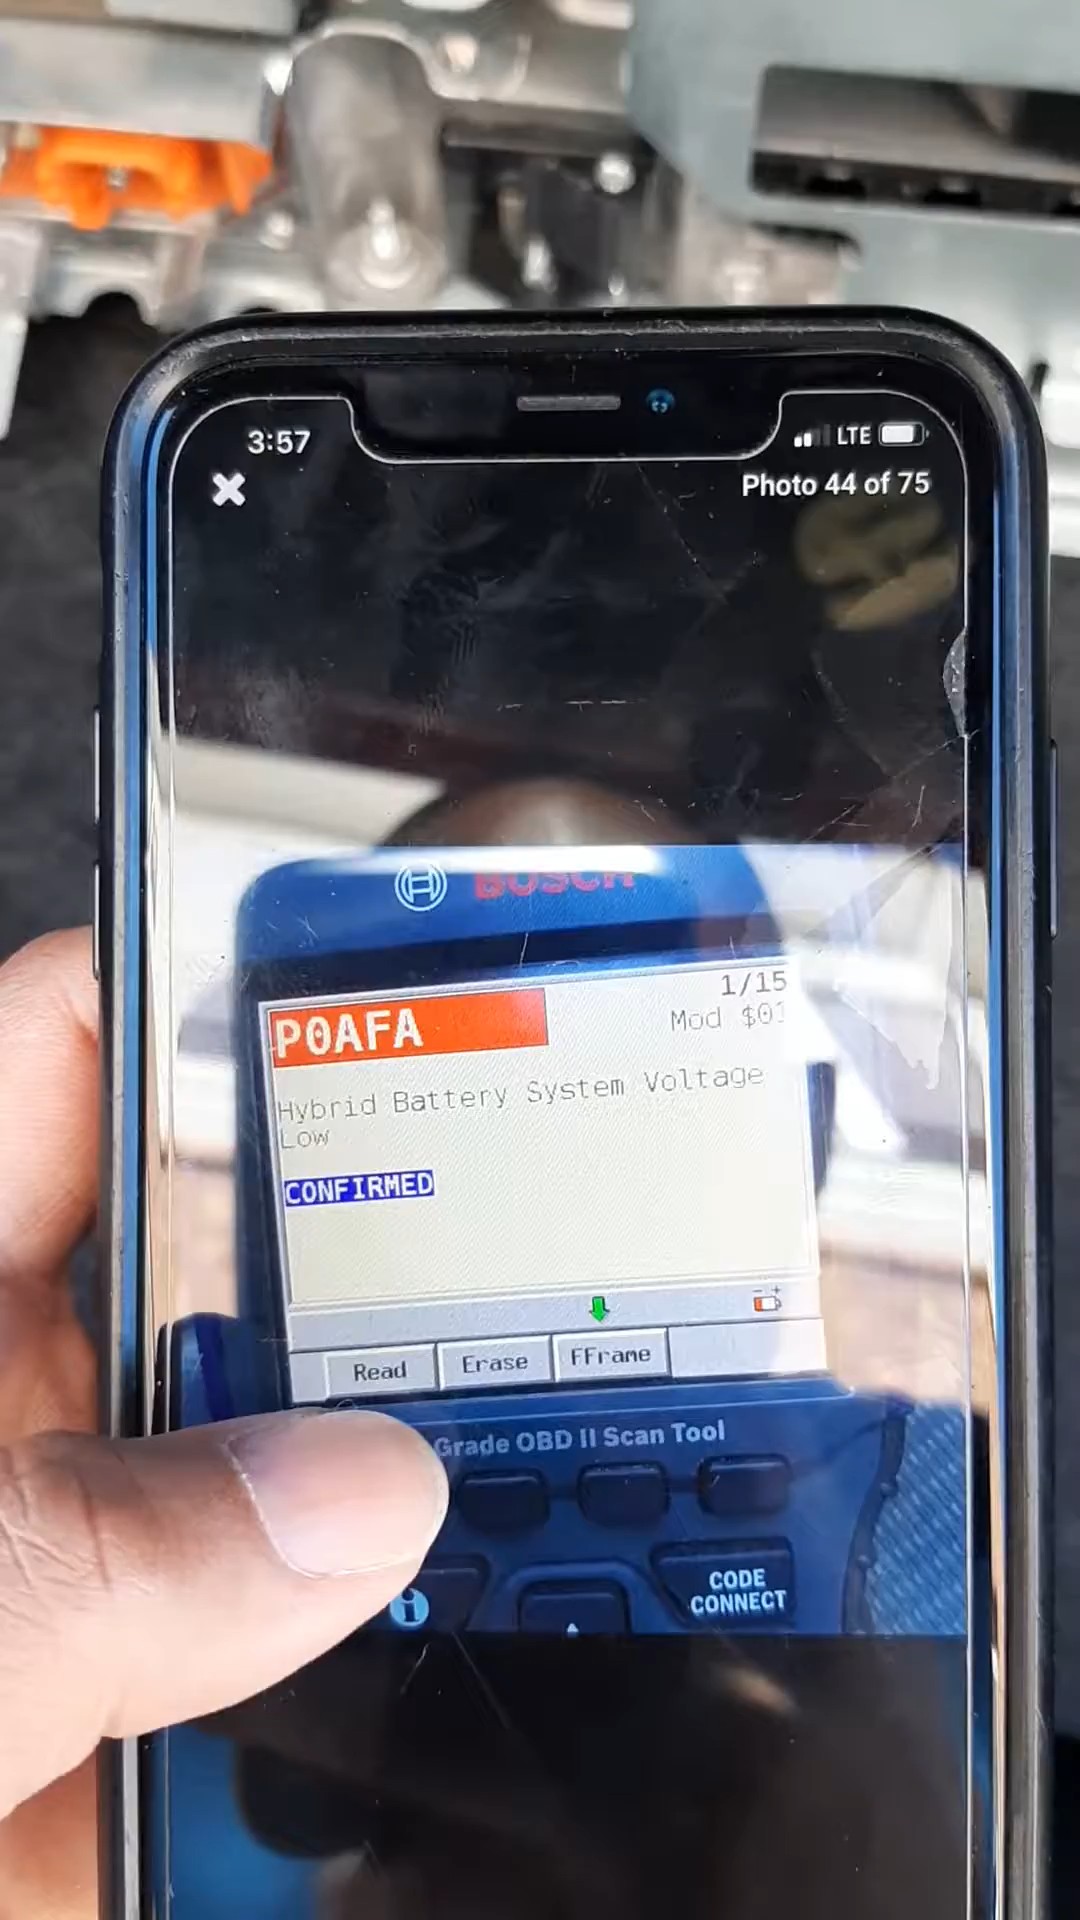 3:57
LTE
Photo 44 of 75
BOSCH
1/15
P0AFA
Mod $01
Hybrid Battery System Voltage
Low
CONFIRMED
Read
Erase
FFrame
Grade OBD II Scan Tool
CODE
CONNECT